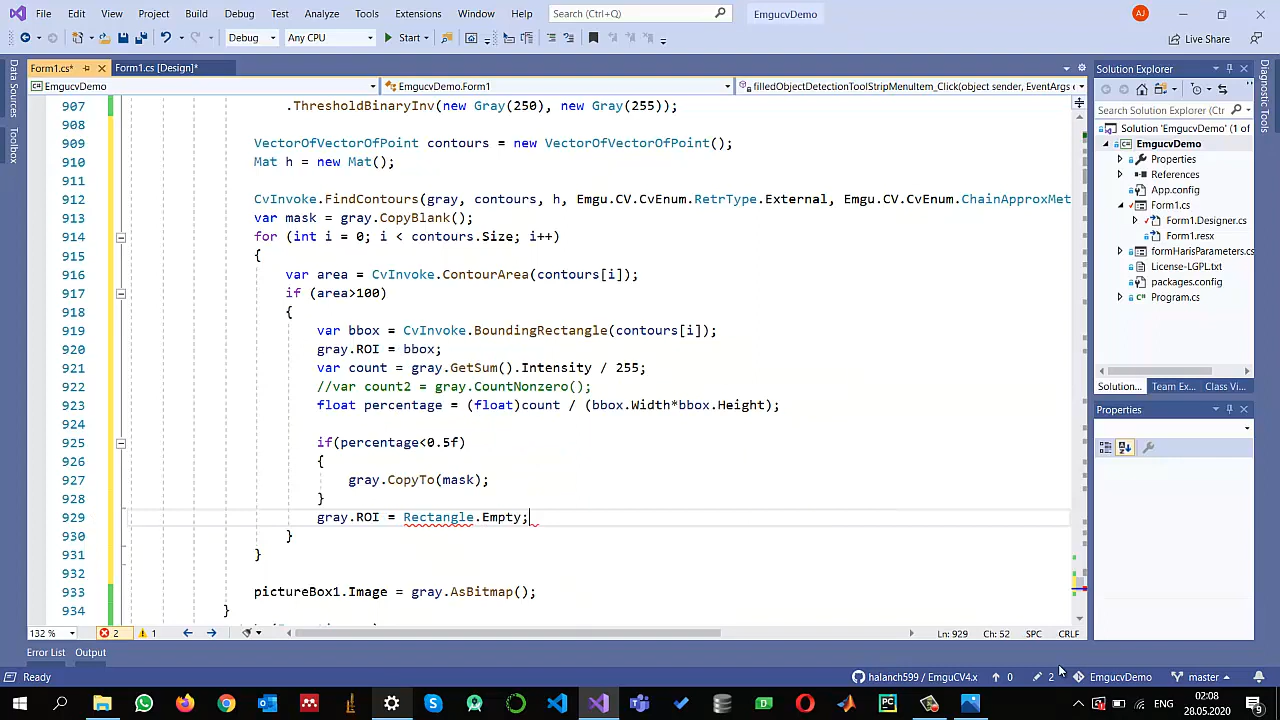 File Edit View Git Project Build Debug Test Analyze Tools Extensions Window Help Search (Ctrl+Q) EmgucvDemo AJ
Debug Any CPU Start Live Share
Form1.cs* Form1.cs [Design]*
Data Sources
Toolbox
EmgucvDemo EmgucvDemo.Form1 filledObjectDetectionToolStripMenuItem_Click(object sender, EventArgs e
907 .ThresholdBinaryInv(new Gray(250), new Gray(255));
908
909 VectorOfVectorOfPoint contours = new VectorOfVectorOfPoint();
910 Mat h = new Mat();
911
912 CvInvoke.FindContours(gray, contours, h, Emgu.CV.CvEnum.RetrType.External, Emgu.CV.CvEnum.ChainApproxMet
913 var mask = gray.CopyBlank();
914 for (int i = 0; i < contours.Size; i++)
915 {
916 var area = CvInvoke.ContourArea(contours[i]);
917 if (area>100)
918 {
919 var bbox = CvInvoke.BoundingRectangle(contours[i]);
920 gray.ROI = bbox;
921 var count = gray.GetSum().Intensity / 255;
922 //var count2 = gray.CountNonzero();
923 float percentage = (float)count / (bbox.Width*bbox.Height);
924
925 if(percentage<0.5f)
926 {
927 gray.CopyTo(mask);
928 }
929 gray.ROI = Rectangle.Empty;
930 }
931 }
932
933 pictureBox1.Image = gray.AsBitmap();
934 }
132 % 2 1 Ln: 929 Ch: 52 SPC CRLF
Error List Output
Ready halanch599 / EmguCV4.x 0 2 EmgucvDemo master
Solution Explorer
Search Solution Explorer (Ctr
Solution 'EmgucvDemo' (1 of
EmgucvDemo
Properties
References
App.config
Form1.cs
Form1.Designer.cs
Form1.resx
formHarisParameters.cs
License-LGPL.txt
packages.config
Program.cs
Solution... Team Ex... Class Vi...
Properties
Diagnostic Tools
ENG 02:08
28.05.2020